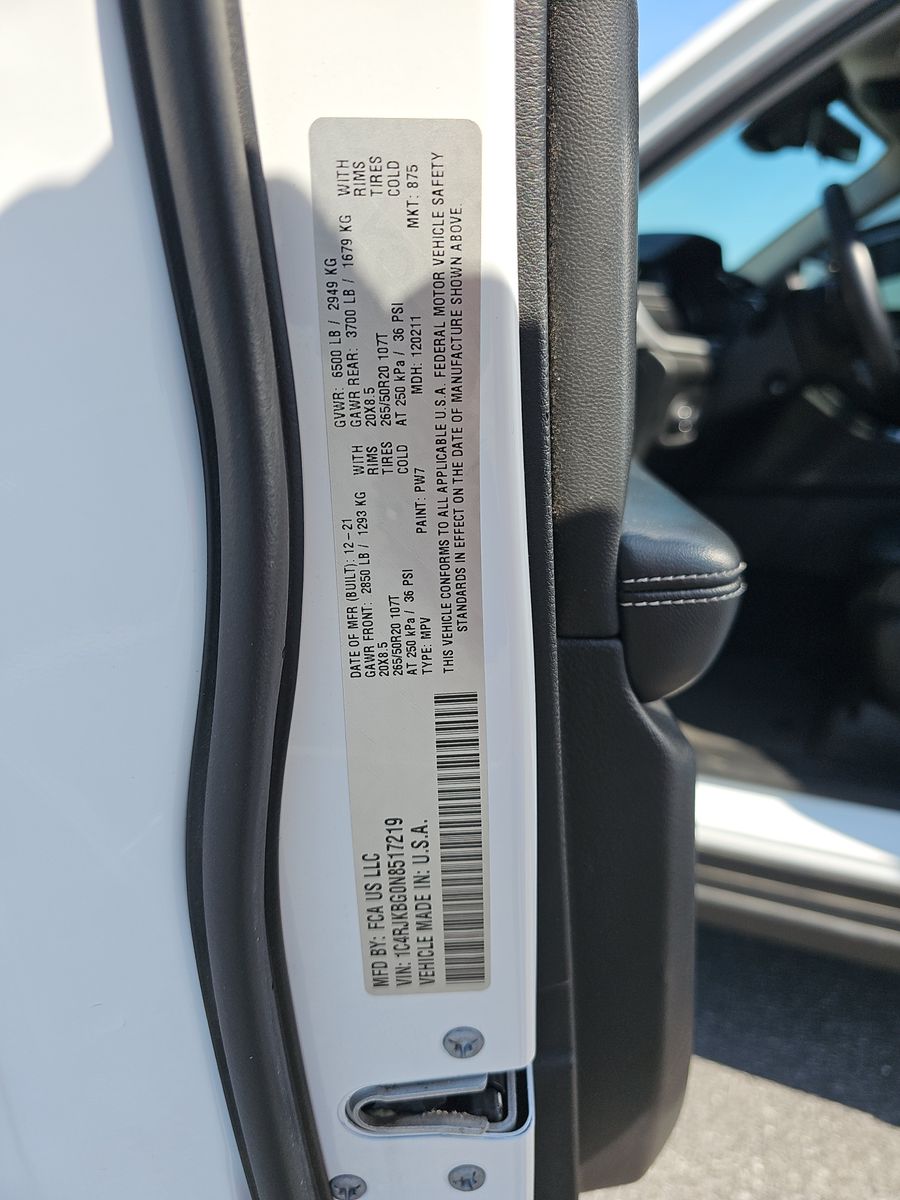 MFD BY: FCA US LLC
VIN: 1C4RJKBG0N8517219
VEHICLE MADE IN: U.S.A.
DATE OF MFR (BUILT): 12-21 GVWR: 6500 LB / 2949 KG
GAWR FRONT: 2850 LB / 1293 KG WITH GAWR REAR: 3700 LB / 1679 KG WITH
20X8.5 RIMS 20X8.5 RIMS
265/50R20 107T TIRES 265/50R20 107T TIRES
AT 250 kPa / 36 PSI COLD AT 250 kPa / 36 PSI COLD
TYPE: MPV PAINT: PW7 MDH: 120211 MKT: 875
THIS VEHICLE CONFORMS TO ALL APPLICABLE U.S.A. FEDERAL MOTOR VEHICLE SAFETY
STANDARDS IN EFFECT ON THE DATE OF MANUFACTURE SHOWN ABOVE.